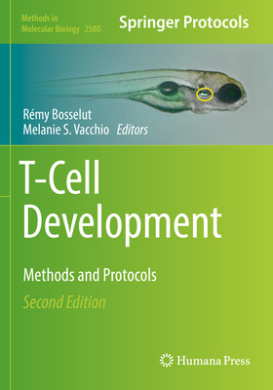 Methods in
Molecular Biology 2580
Springer Protocols
Rémy Bosselut
Melanie S. Vacchio Editors
T-Cell
Development
Methods and Protocols
Second Edition
Humana Press